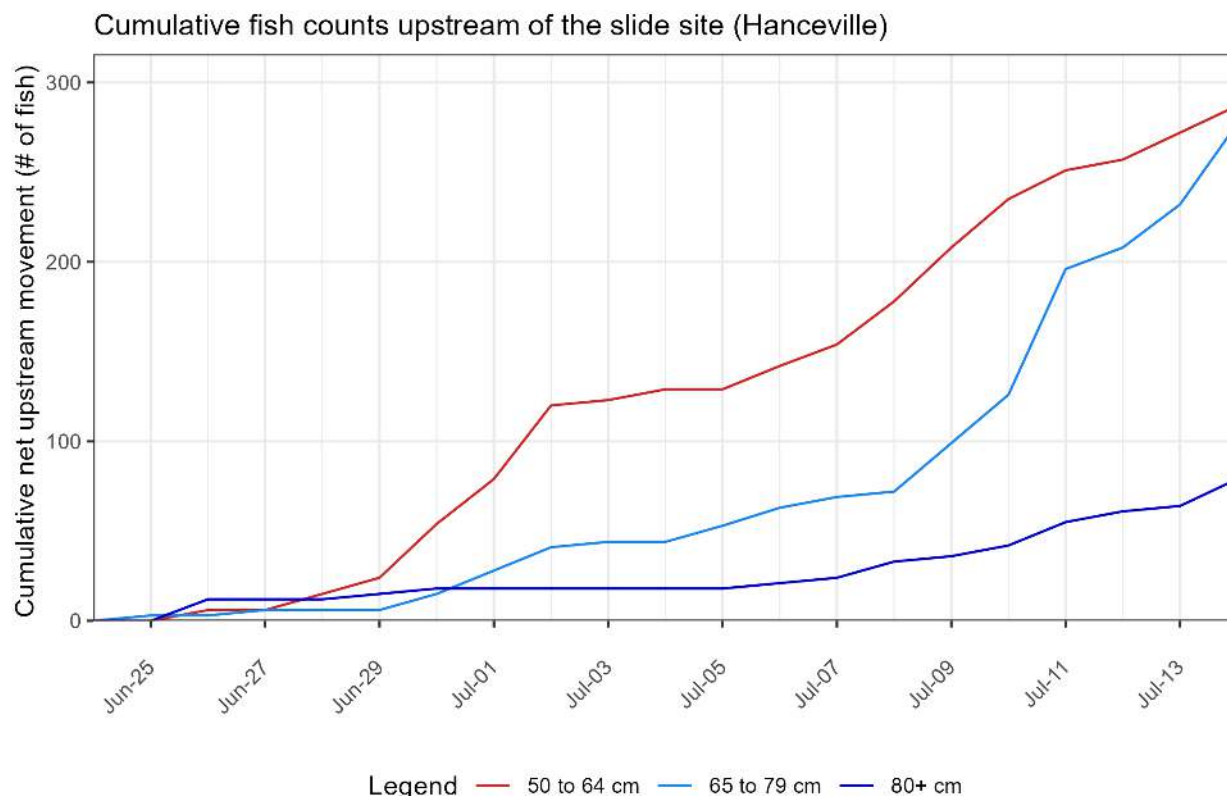 Cumulative fish counts upstream of the slide site (Hanceville)
Cumulative net upstream movement (# of fish)
300
200
100
0
Jun-25
Jun-27
Jun-29
Jul-01
Jul-03
Jul-05
Jul-07
Jul-09
Jul-11
Jul-13
Legend 50 to 64 cm 65 to 79 cm 80+ cm